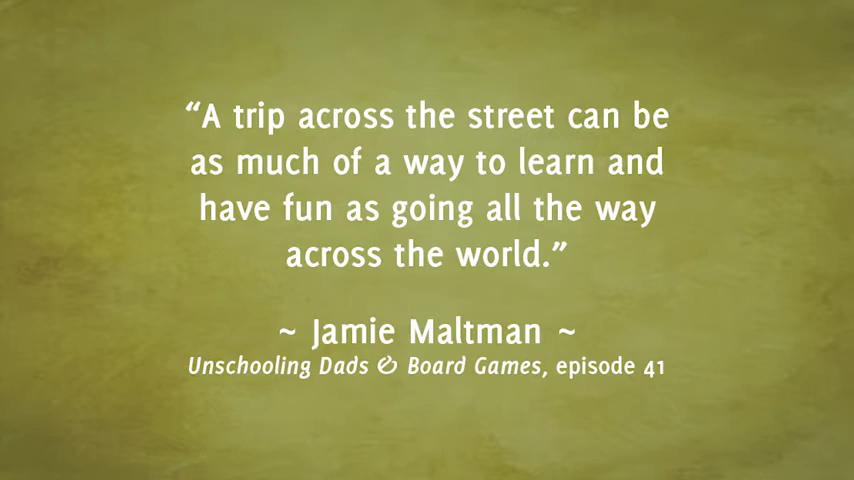 “A trip across the street can be
as much of a way to learn and
have fun as going all the way
across the world.”
~ Jamie Maltman ~
Unschooling Dads & Board Games, episode 41